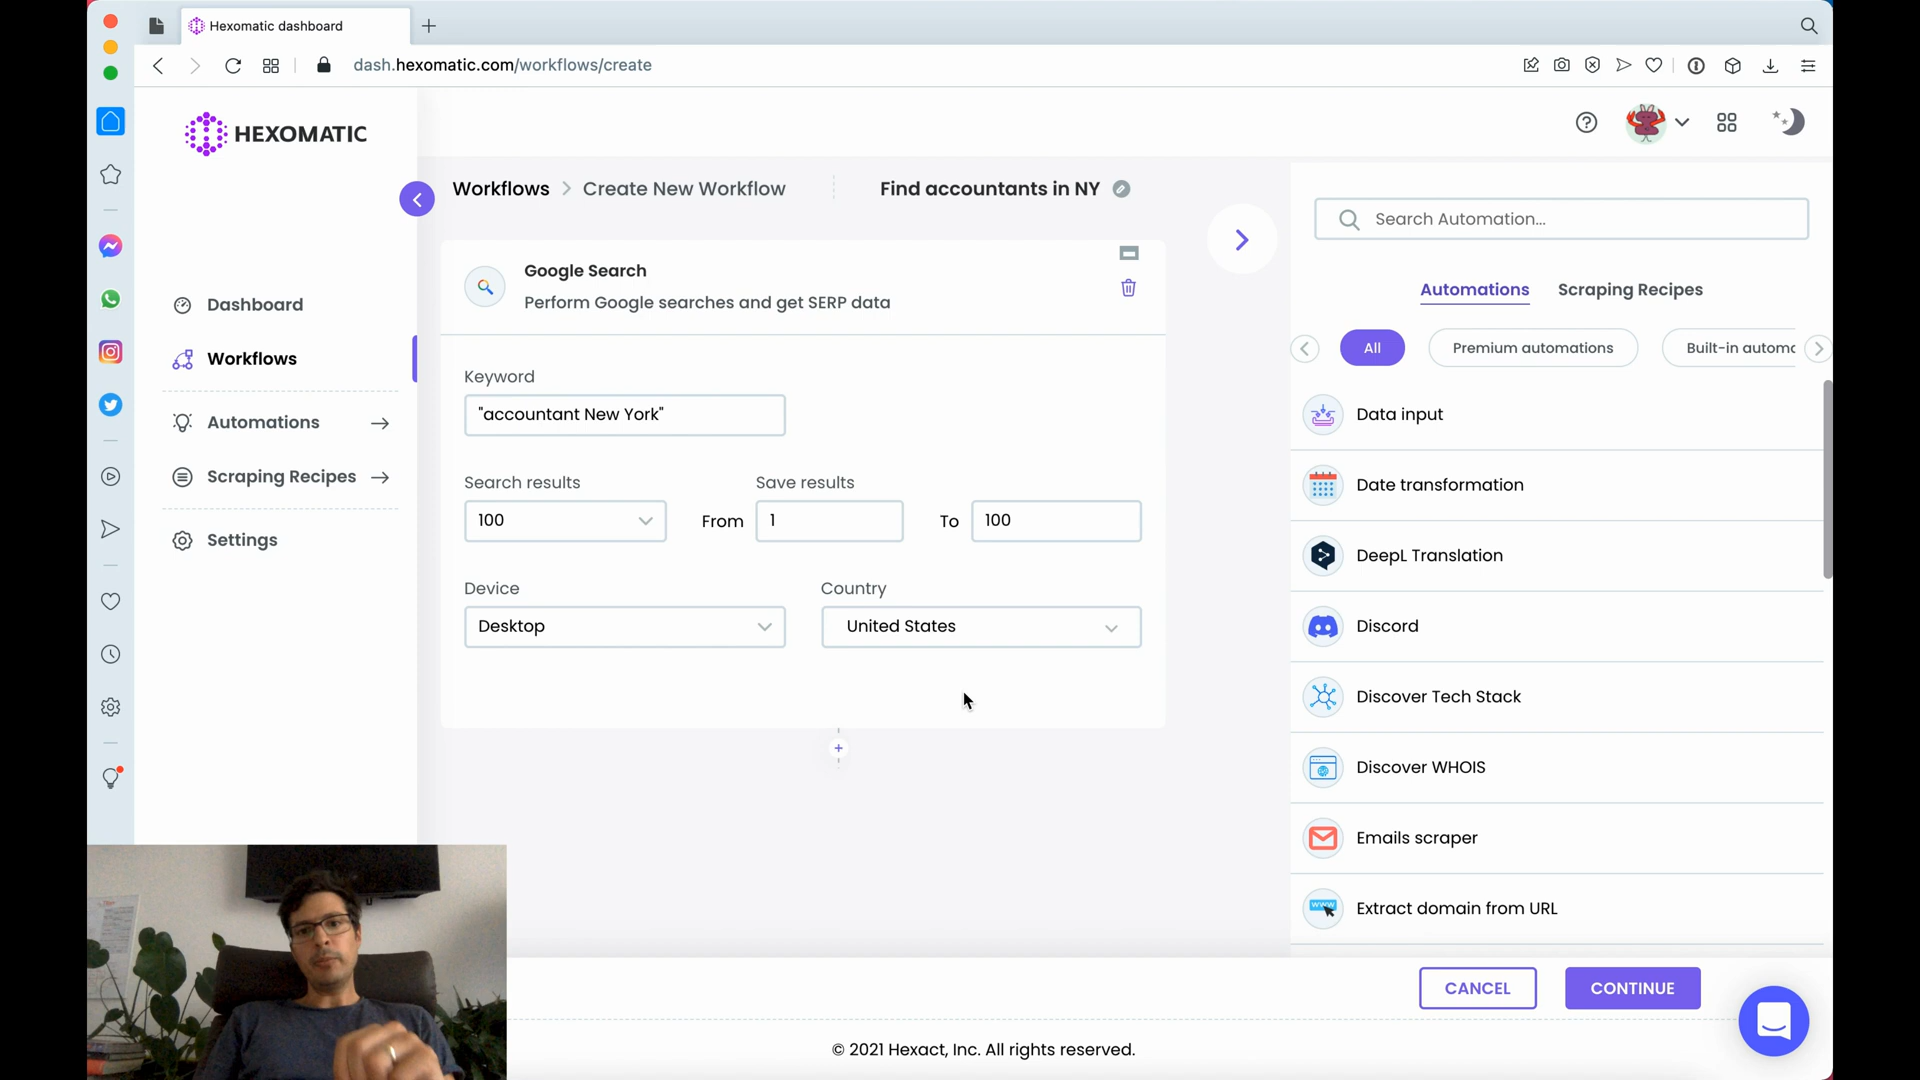 Hexomatic dashboard
dash.hexomatic.com/workflows/create
HEXOMATIC
Workflows > Create New Workflow
Find accountants in NY
Search Automation...
Google Search
Perform Google searches and get SERP data
Automations
Scraping Recipes
Dashboard
Workflows
All
Premium automations
Built-in automa
Keyword
"accountant New York"
Data input
Automations
Scraping Recipes
Search results
Save results
Date transformation
100
From
1
To
100
Settings
DeepL Translation
Device
Country
Desktop
United States
Discord
Discover Tech Stack
Discover WHOIS
Emails scraper
Extract domain from URL
CANCEL
CONTINUE
© 2021 Hexact, Inc. All rights reserved.